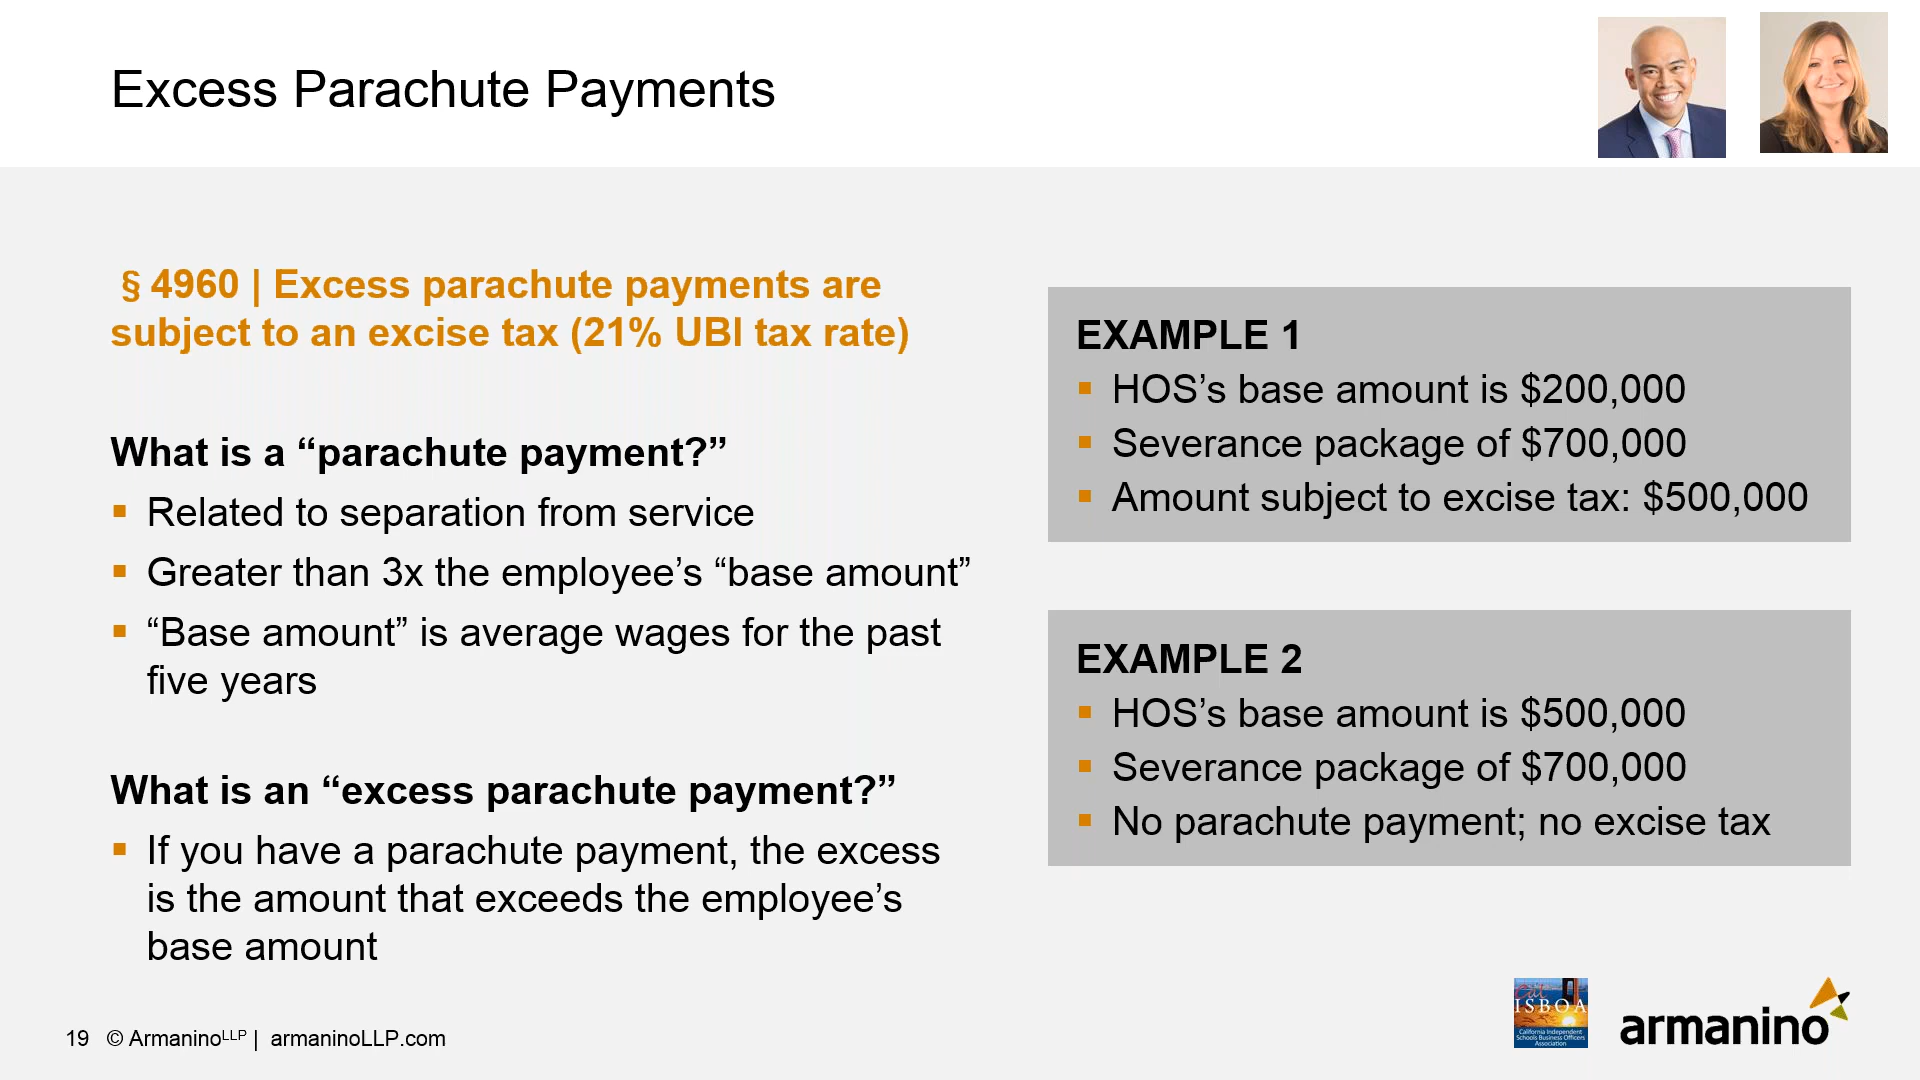 Excess Parachute Payments
§ 4960 | Excess parachute payments are
subject to an excise tax (21% UBI tax rate)
What is a “parachute payment?”
▪ Related to separation from service
▪ Greater than 3x the employee’s “base amount”
▪ “Base amount” is average wages for the past
five years
What is an “excess parachute payment?”
▪ If you have a parachute payment, the excess
is the amount that exceeds the employee’s
base amount
EXAMPLE 1
▪ HOS’s base amount is $200,000
▪ Severance package of $700,000
▪ Amount subject to excise tax: $500,000
EXAMPLE 2
▪ HOS’s base amount is $500,000
▪ Severance package of $700,000
▪ No parachute payment; no excise tax
19 © ArmaninoLLP | armaninoLLP.com
Cal
ISBOA
California Independent
Schools Business Officers
Association
armanino